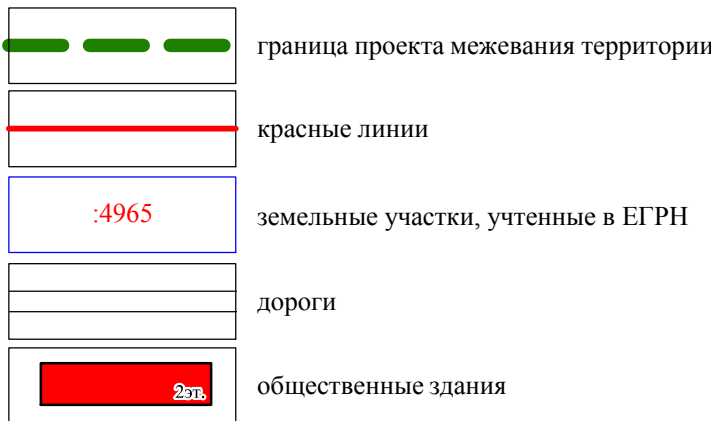 граница проекта межевания территории
красные линии
:4965
земельные участки, учтенные в ЕГРН
дороги
2эт.
общественные здания